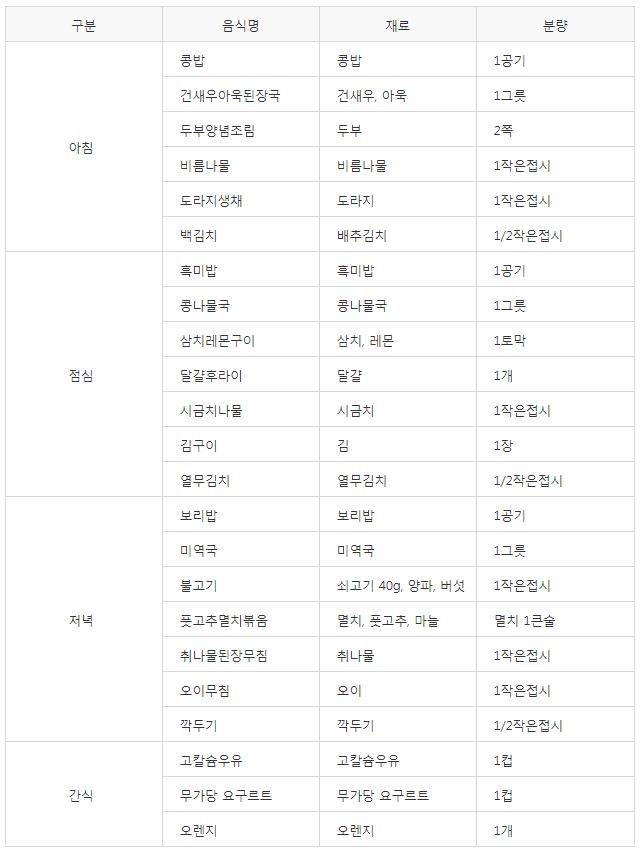 구분 음식명 재료 분량
아침
콩밥 콩밥 1공기
건새우아욱된장국 건새우, 아욱 1그릇
두부양념조림 두부 2쪽
비름나물 비름나물 1작은접시
도라지생채 도라지 1작은접시
백김치 배추김치 1/2작은접시
점심
흑미밥 흑미밥 1공기
콩나물국 콩나물국 1그릇
삼치레몬구이 삼치, 레몬 1토막
달걀후라이 달걀 1개
시금치나물 시금치 1작은접시
김구이 김 1장
열무김치 열무김치 1/2작은접시
저녁
보리밥 보리밥 1공기
미역국 미역국 1그릇
불고기 쇠고기 40g, 양파, 버섯 1작은접시
풋고추멸치볶음 멸치, 풋고추, 마늘 멸치 1큰술
취나물된장무침 취나물 1작은접시
오이무침 오이 1작은접시
깍두기 깍두기 1/2작은접시
간식
고칼슘우유 고칼슘우유 1컵
무가당 요구르트 무가당 요구르트 1컵
오렌지 오렌지 1개